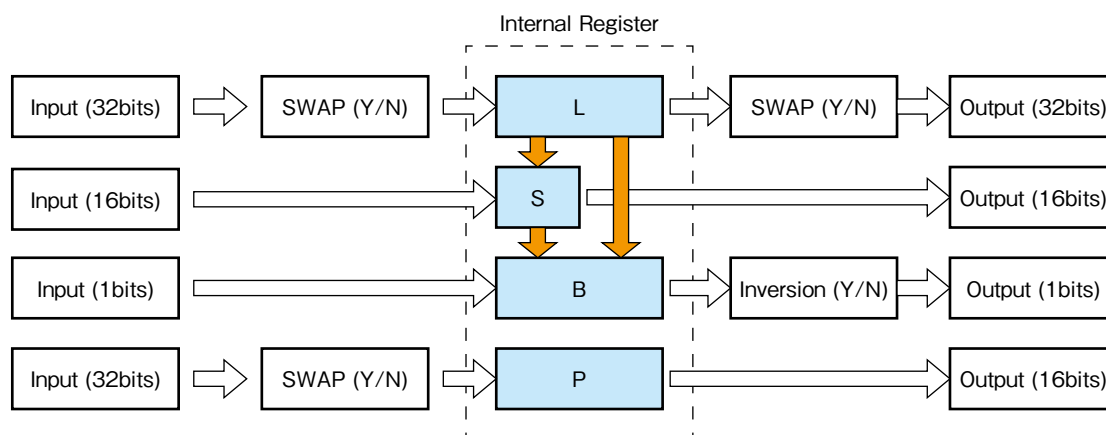 Internal Register
Input (32bits)
SWAP (Y/N)
L
SWAP (Y/N)
Output (32bits)
Input (16bits)
S
Output (16bits)
Input (1bits)
B
Inversion (Y/N)
Output (1bits)
Input (32bits)
SWAP (Y/N)
P
Output (16bits)